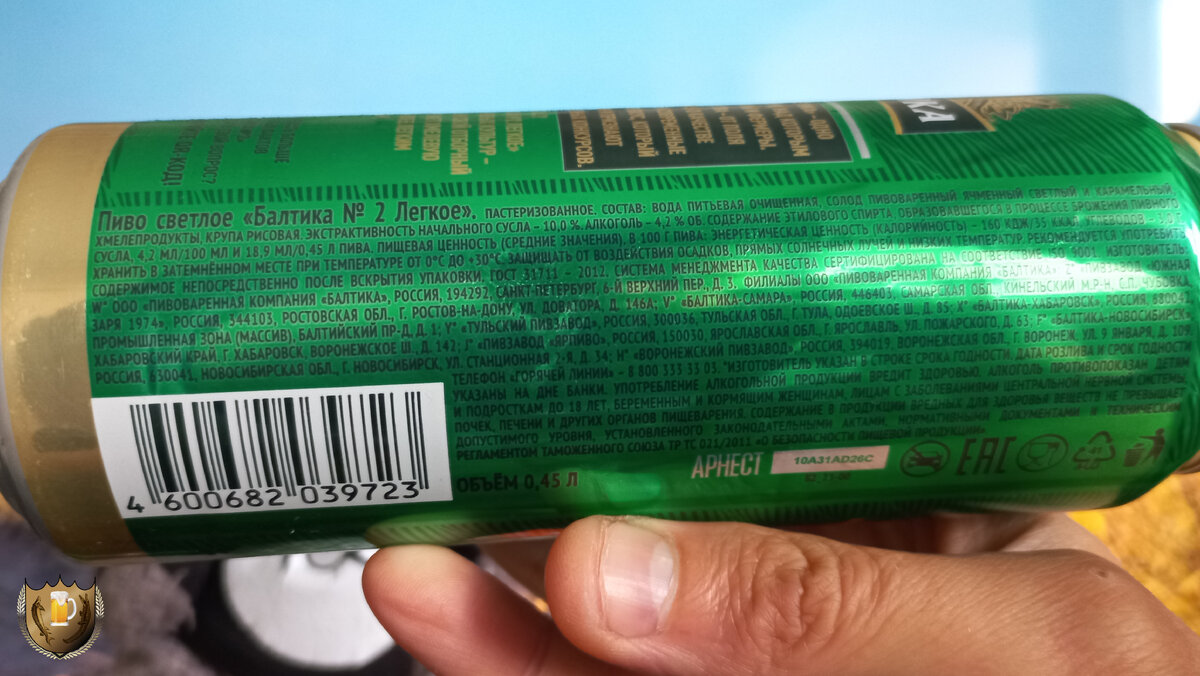 Пиво светлое «Балтика № 2 Легкое». ПАСТЕРИЗОВАННОЕ. СОСТАВ: ВОДА ПИТЬЕВАЯ ОЧИЩЕННАЯ, СОЛОД ПИВОВАРЕННЫЙ ЯЧМЕННЫЙ СВЕТЛЫЙ И КАРАМЕЛЬНЫЙ,
ХМЕЛЕПРОДУКТЫ, КРУПА РИСОВАЯ. ЭКСТРАКТИВНОСТЬ НАЧАЛЬНОГО СУСЛА – 10,0 %. АЛКОГОЛЬ – 4,2 % ОБ. СОДЕРЖАНИЕ ЭТИЛОВОГО СПИРТА, ОБРАЗОВАВШЕГОСЯ В ПРОЦЕССЕ БРОЖЕНИЯ ПИВНОГО
СУСЛА, 4,2 МЛ/100 МЛ И 18,9 МЛ/0,45 Л ПИВА. ПИЩЕВАЯ ЦЕННОСТЬ (СРЕДНИЕ ЗНАЧЕНИЯ), В 100 Г ПИВА: ЭНЕРГЕТИЧЕСКАЯ ЦЕННОСТЬ (КАЛОРИЙНОСТЬ) – 160 КДЖ/35 ККАЛ, УГЛЕВОДОВ –
ХРАНИТЬ В ЗАТЕМНЁННОМ МЕСТЕ ПРИ ТЕМПЕРАТУРЕ ОТ 0°С ДО +30°С. ЗАЩИЩАТЬ ОТ ВОЗДЕЙСТВИЯ ОСАДКОВ, ПРЯМЫХ СОЛНЕЧНЫХ ЛУЧЕЙ И НИЗКИХ ТЕМПЕРАТУР. РЕКОМЕНДУЕТСЯ УПОТРЕБИТЬ
СОДЕРЖИМОЕ НЕПОСРЕДСТВЕННО ПОСЛЕ ВСКРЫТИЯ УПАКОВКИ. ГОСТ 31711 – 2012. СИСТЕМА МЕНЕДЖМЕНТА КАЧЕСТВА СЕРТИФИЦИРОВАНА НА СООТВЕТСТВИЕ ISO 9001. ИЗГОТОВИТЕЛЬ
ООО «ПИВОВАРЕННАЯ КОМПАНИЯ «БАЛТИКА», РОССИЯ, 194292, САНКТ-ПЕТЕРБУРГ, 6-Й ВЕРХНИЙ ПЕР., Д. 3. ФИЛИАЛЫ ООО «ПИВОВАРЕННАЯ КОМПАНИЯ «БАЛТИКА»: «ПИВЗАВОД ЮЖНАЯ
ЗАРЯ 1974», РОССИЯ, 344103, РОСТОВСКАЯ ОБЛ., Г. РОСТОВ-НА-ДОНУ, УЛ. ДОВАТОРА, Д. 146А; «БАЛТИКА-САМАРА», РОССИЯ, 446403, САМАРСКАЯ ОБЛ., КИНЕЛЬСКИЙ М.Р-Н, С.П. ЧУБОВКА
ПРОМЫШЛЕННАЯ ЗОНА (МАССИВ), БАЛТИЙСКИЙ ПР-Д, Д. 1; «ТУЛЬСКИЙ ПИВЗАВОД», РОССИЯ, 300036, ТУЛЬСКАЯ ОБЛ., Г. ТУЛА, ОДОЕВСКОЕ Ш., Д. 85; «БАЛТИКА-ХАБАРОВСК», РОССИЯ, 680042
ХАБАРОВСКИЙ КРАЙ, Г. ХАБАРОВСК, ВОРОНЕЖСКОЕ Ш., Д. 142; «ПИВЗАВОД «ЯРПИВО», РОССИЯ, 150030, ЯРОСЛАВСКАЯ ОБЛ., Г. ЯРОСЛАВЛЬ, УЛ. ПОЖАРСКОГО, Д. 63; «БАЛТИКА-НОВОСИБИРСК»
РОССИЯ, 630041, НОВОСИБИРСКАЯ ОБЛ., Г. НОВОСИБИРСК, УЛ. СТАНЦИОННАЯ 2-Я, Д. 34; «ВОРОНЕЖСКИЙ ПИВЗАВОД», РОССИЯ, 394019, ВОРОНЕЖСКАЯ ОБЛ., Г. ВОРОНЕЖ, УЛ. 9 ЯНВАРЯ, Д. 109
ТЕЛЕФОН «ГОРЯЧЕЙ ЛИНИИ» – 8 800 333 33 03. ИЗГОТОВИТЕЛЬ УКАЗАН В СТРОКЕ СРОКА ГОДНОСТИ. ДАТА РОЗЛИВА И СРОК ГОДНОСТИ
УКАЗАНЫ НА ДНЕ БАНКИ. УПОТРЕБЛЕНИЕ АЛКОГОЛЬНОЙ ПРОДУКЦИИ ВРЕДИТ ЗДОРОВЬЮ. АЛКОГОЛЬ ПРОТИВОПОКАЗАН ДЕТЯМ
И ПОДРОСТКАМ ДО 18 ЛЕТ, БЕРЕМЕННЫМ И КОРМЯЩИМ ЖЕНЩИНАМ, ЛИЦАМ С ЗАБОЛЕВАНИЯМИ ЦЕНТРАЛЬНОЙ НЕРВНОЙ СИСТЕМЫ
ПОЧЕК, ПЕЧЕНИ И ДРУГИХ ОРГАНОВ ПИЩЕВАРЕНИЯ. СОДЕРЖАНИЕ В ПРОДУКЦИИ ВРЕДНЫХ ДЛЯ ЗДОРОВЬЯ ВЕЩЕСТВ НЕ ПРЕВЫШАЕТ
ДОПУСТИМОГО УРОВНЯ, УСТАНОВЛЕННОГО ЗАКОНОДАТЕЛЬНЫМИ АКТАМИ, НОРМАТИВНЫМИ ДОКУМЕНТАМИ И ТЕХНИЧЕСКИМ
РЕГЛАМЕНТОМ ТАМОЖЕННОГО СОЮЗА ТР ТС 021/2011 «О БЕЗОПАСНОСТИ ПИЩЕВОЙ ПРОДУКЦИИ».
4 600682 039723
ОБЪЁМ 0,45 Л
АРНЕСТ
10A31AD26C
EAC
41